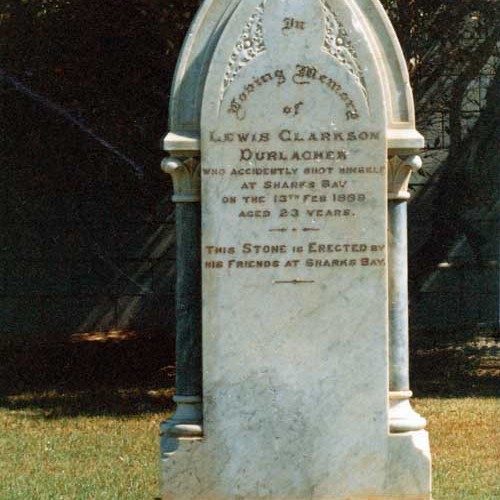 In
Loving Memory
of
LEWIS CLARKSON
DURLACHER
WHO ACCIDENTLY SHOT HIMSELF
AT SHARKS BAY
ON THE 13TH FEB
AGED 23 YEARS.
THIS STONE IS ERECTED BY
HIS FRIENDS AT SHARKS BAY.